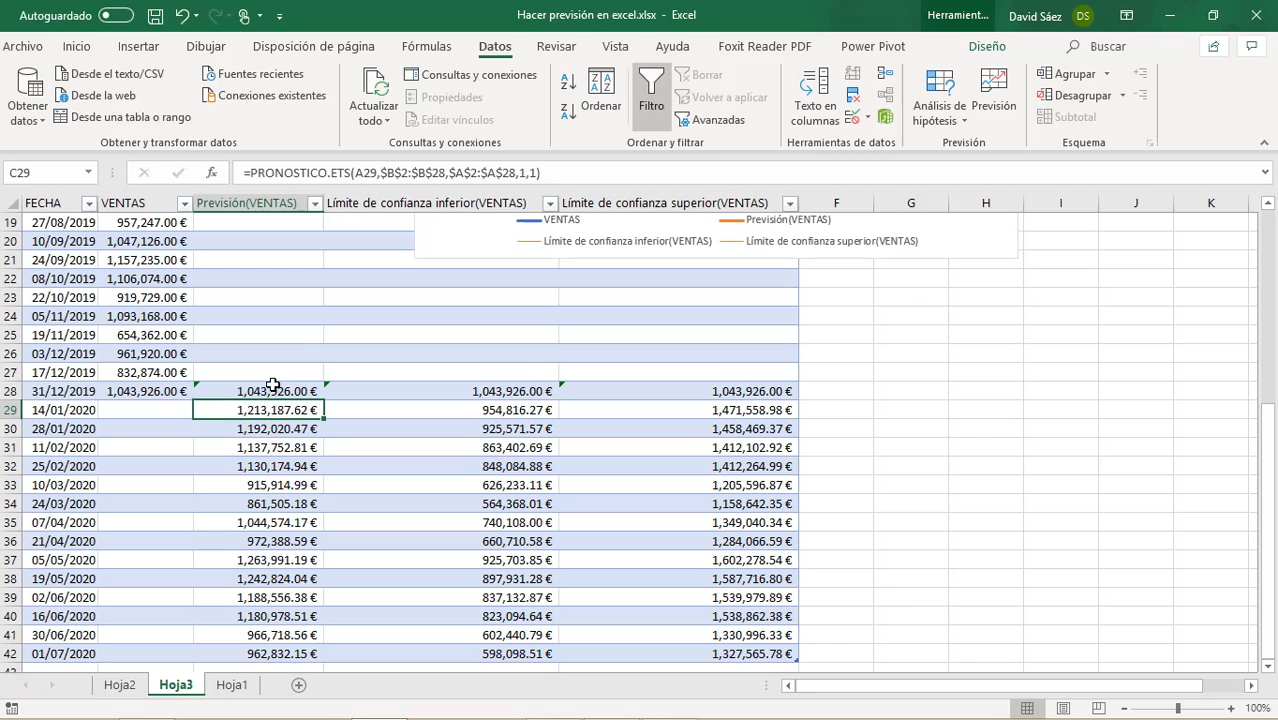 Autoguardado
Hacer previsión en excel.xlsx - Excel
Herramient...
David Sáez DS
Archivo Inicio Insertar Dibujar Disposición de página Fórmulas Datos Revisar Vista Ayuda Foxit Reader PDF Power Pivot Diseño Buscar
Obtener datos
Desde el texto/CSV
Desde la web
Desde una tabla o rango
Fuentes recientes
Conexiones existentes
Obtener y transformar datos
Actualizar todo
Consultas y conexiones
Propiedades
Editar vínculos
Consultas y conexiones
Ordenar
Filtro
Borrar
Volver a aplicar
Avanzadas
Ordenar y filtrar
Texto en columnas
Herramientas de datos
Análisis de hipótesis
Previsión
Previsión
Agrupar
Desagrupar
Subtotal
Esquema
C29 fx =PRONOSTICO.ETS(A29,$B$2:$B$28,$A$2:$A$28,1,1)
FECHA VENTAS Previsión(VENTAS) Límite de confianza inferior(VENTAS) Límite de confianza superior(VENTAS) F G H I J K
VENTAS Previsión(VENTAS)
Límite de confianza inferior(VENTAS) Límite de confianza superior(VENTAS)
19 27/08/2019 957,247.00 €
20 10/09/2019 1,047,126.00 €
21 24/09/2019 1,157,235.00 €
22 08/10/2019 1,106,074.00 €
23 22/10/2019 919,729.00 €
24 05/11/2019 1,093,168.00 €
25 19/11/2019 654,362.00 €
26 03/12/2019 961,920.00 €
27 17/12/2019 832,874.00 €
28 31/12/2019 1,043,926.00 € 1,043,926.00 € 1,043,926.00 € 1,043,926.00 €
29 14/01/2020 1,213,187.62 € 954,816.27 € 1,471,558.98 €
30 28/01/2020 1,192,020.47 € 925,571.57 € 1,458,469.37 €
31 11/02/2020 1,137,752.81 € 863,402.69 € 1,412,102.92 €
32 25/02/2020 1,130,174.94 € 848,084.88 € 1,412,264.99 €
33 10/03/2020 915,914.99 € 626,233.11 € 1,205,596.87 €
34 24/03/2020 861,505.18 € 564,368.01 € 1,158,642.35 €
35 07/04/2020 1,044,574.17 € 740,108.00 € 1,349,040.34 €
36 21/04/2020 972,388.59 € 660,710.58 € 1,284,066.59 €
37 05/05/2020 1,263,991.19 € 925,703.85 € 1,602,278.54 €
38 19/05/2020 1,242,824.04 € 897,931.28 € 1,587,716.80 €
39 02/06/2020 1,188,556.38 € 837,132.87 € 1,539,979.89 €
40 16/06/2020 1,180,978.51 € 823,094.64 € 1,538,862.38 €
41 30/06/2020 966,718.56 € 602,440.79 € 1,330,996.33 €
42 01/07/2020 962,832.15 € 598,098.51 € 1,327,565.78 €
Hoja2 Hoja3 Hoja1
100%